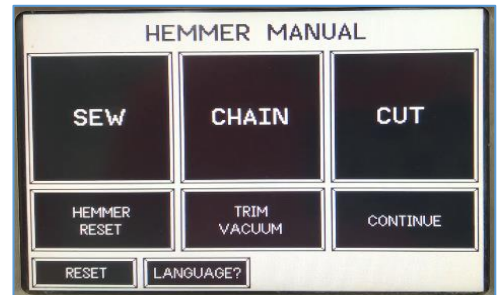 HEMMER MANUAL
SEW
CHAIN
CUT
HEMMER
RESET
TRIM
VACUUM
CONTINUE
RESET
LANGUAGE?